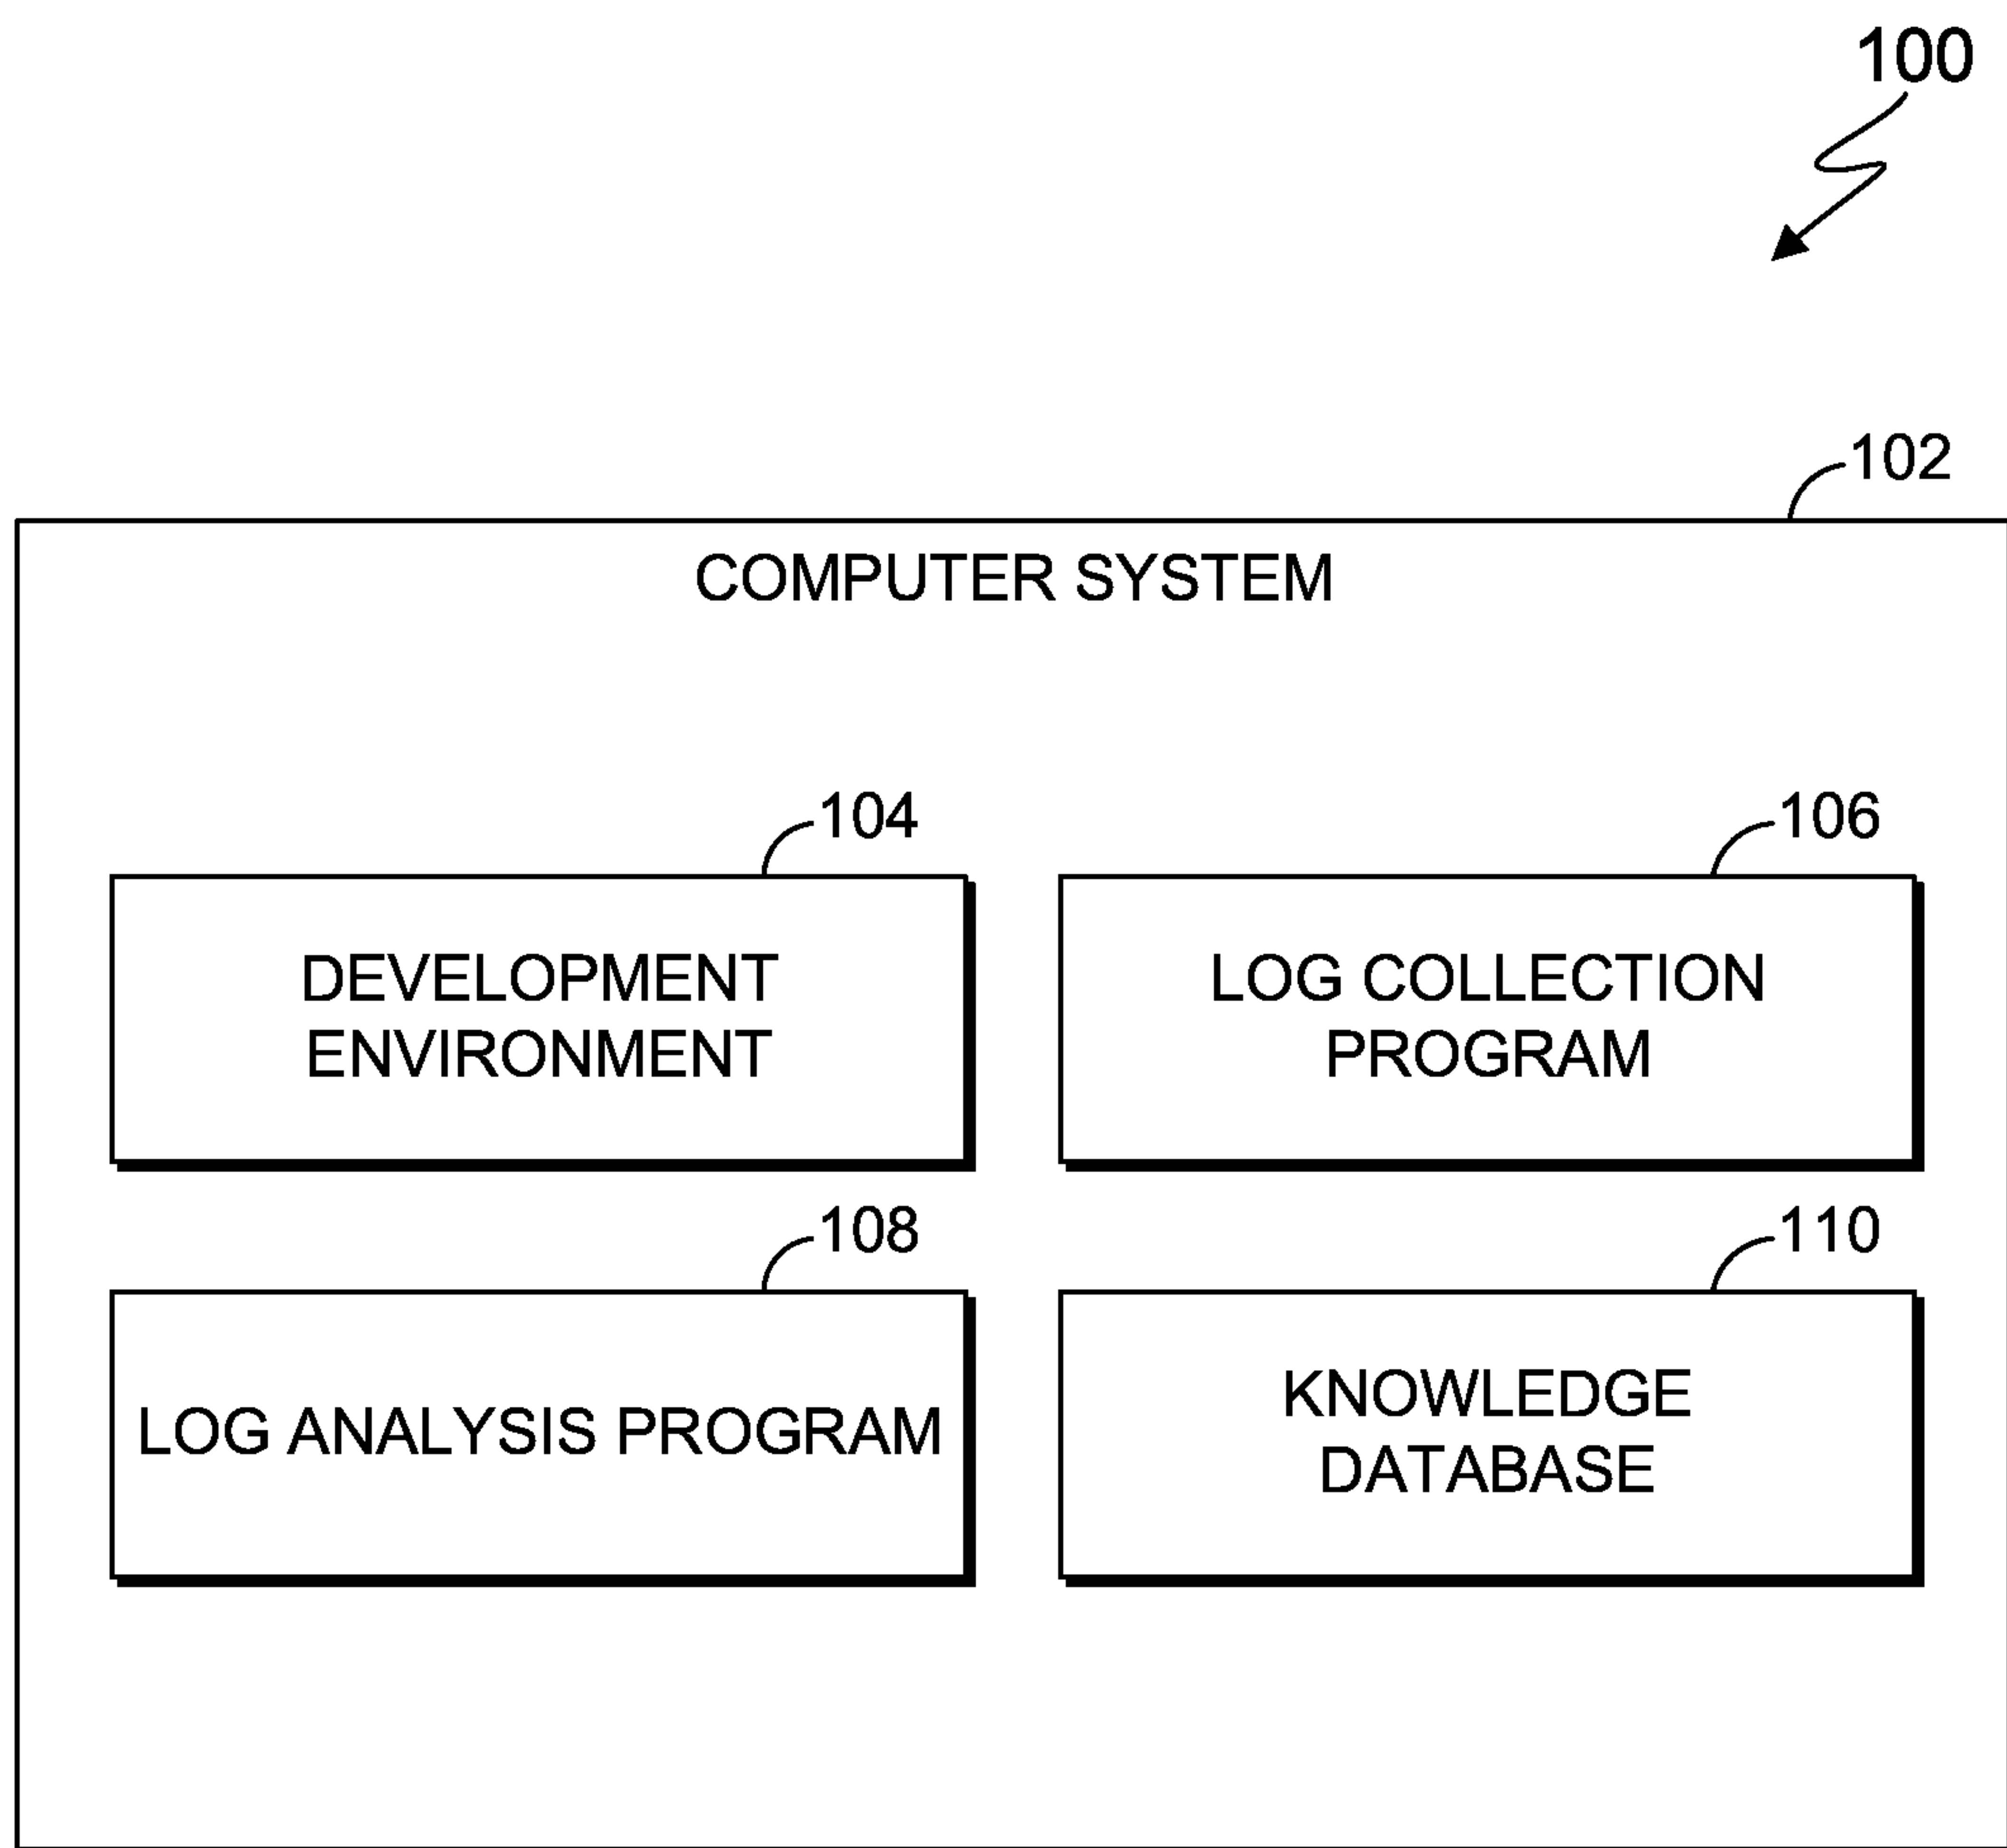 100
102
COMPUTER SYSTEM
104
106
DEVELOPMENT
ENVIRONMENT
LOG COLLECTION
PROGRAM
108
110
LOG ANALYSIS PROGRAM
KNOWLEDGE
DATABASE